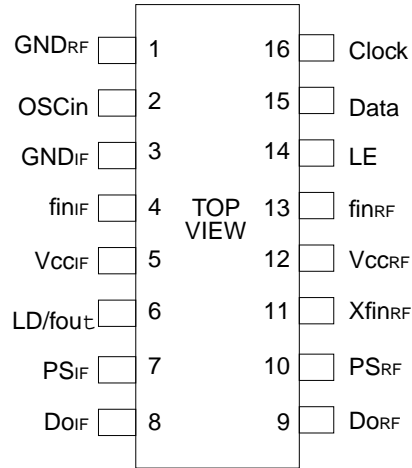 GNDRF 1 16 Clock
OSCin 2 15 Data
GNDIF 3 14 LE
finIF 4 TOP 13 finRF
VIEW
VccIF 5 12 VccRF
LD/fout 6 11 XfinRF
PSIF 7 10 PSRF
DoIF 8 9 DoRF